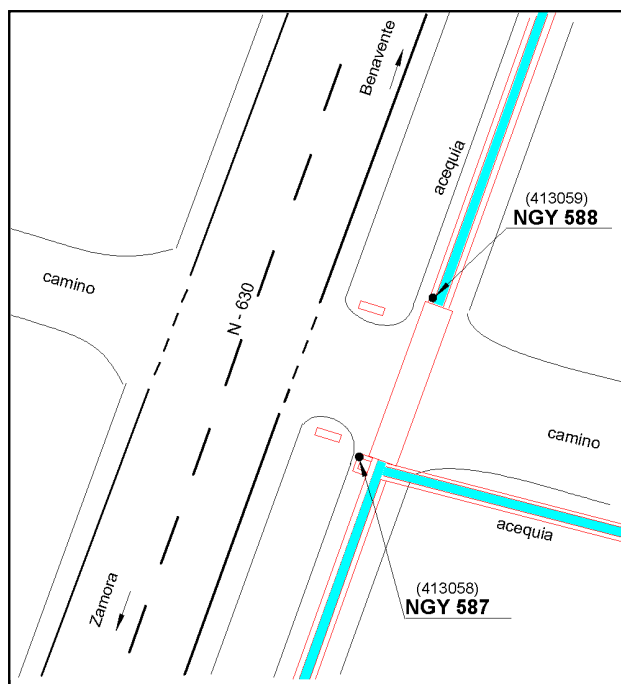 Benavente
acequia
(413059)
NGY 588
camino
N - 630
camino
acequia
Zamora
(413058)
NGY 587